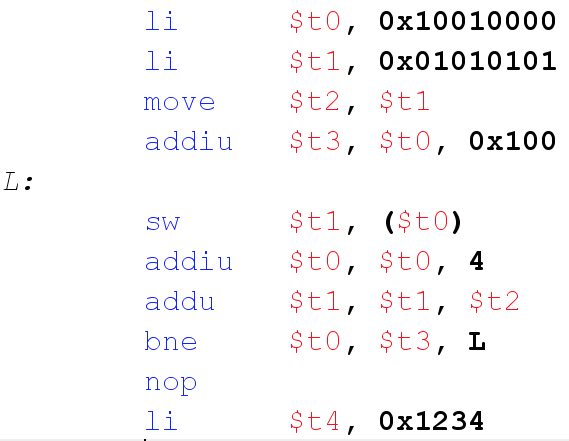 li $t0, 0x10010000
li $t1, 0x01010101
move $t2, $t1
addiu $t3, $t0, 0x100
L:
sw $t1, ($t0)
addiu $t0, $t0, 4
addu $t1, $t1, $t2
bne $t0, $t3, L
nop
li $t4, 0x1234